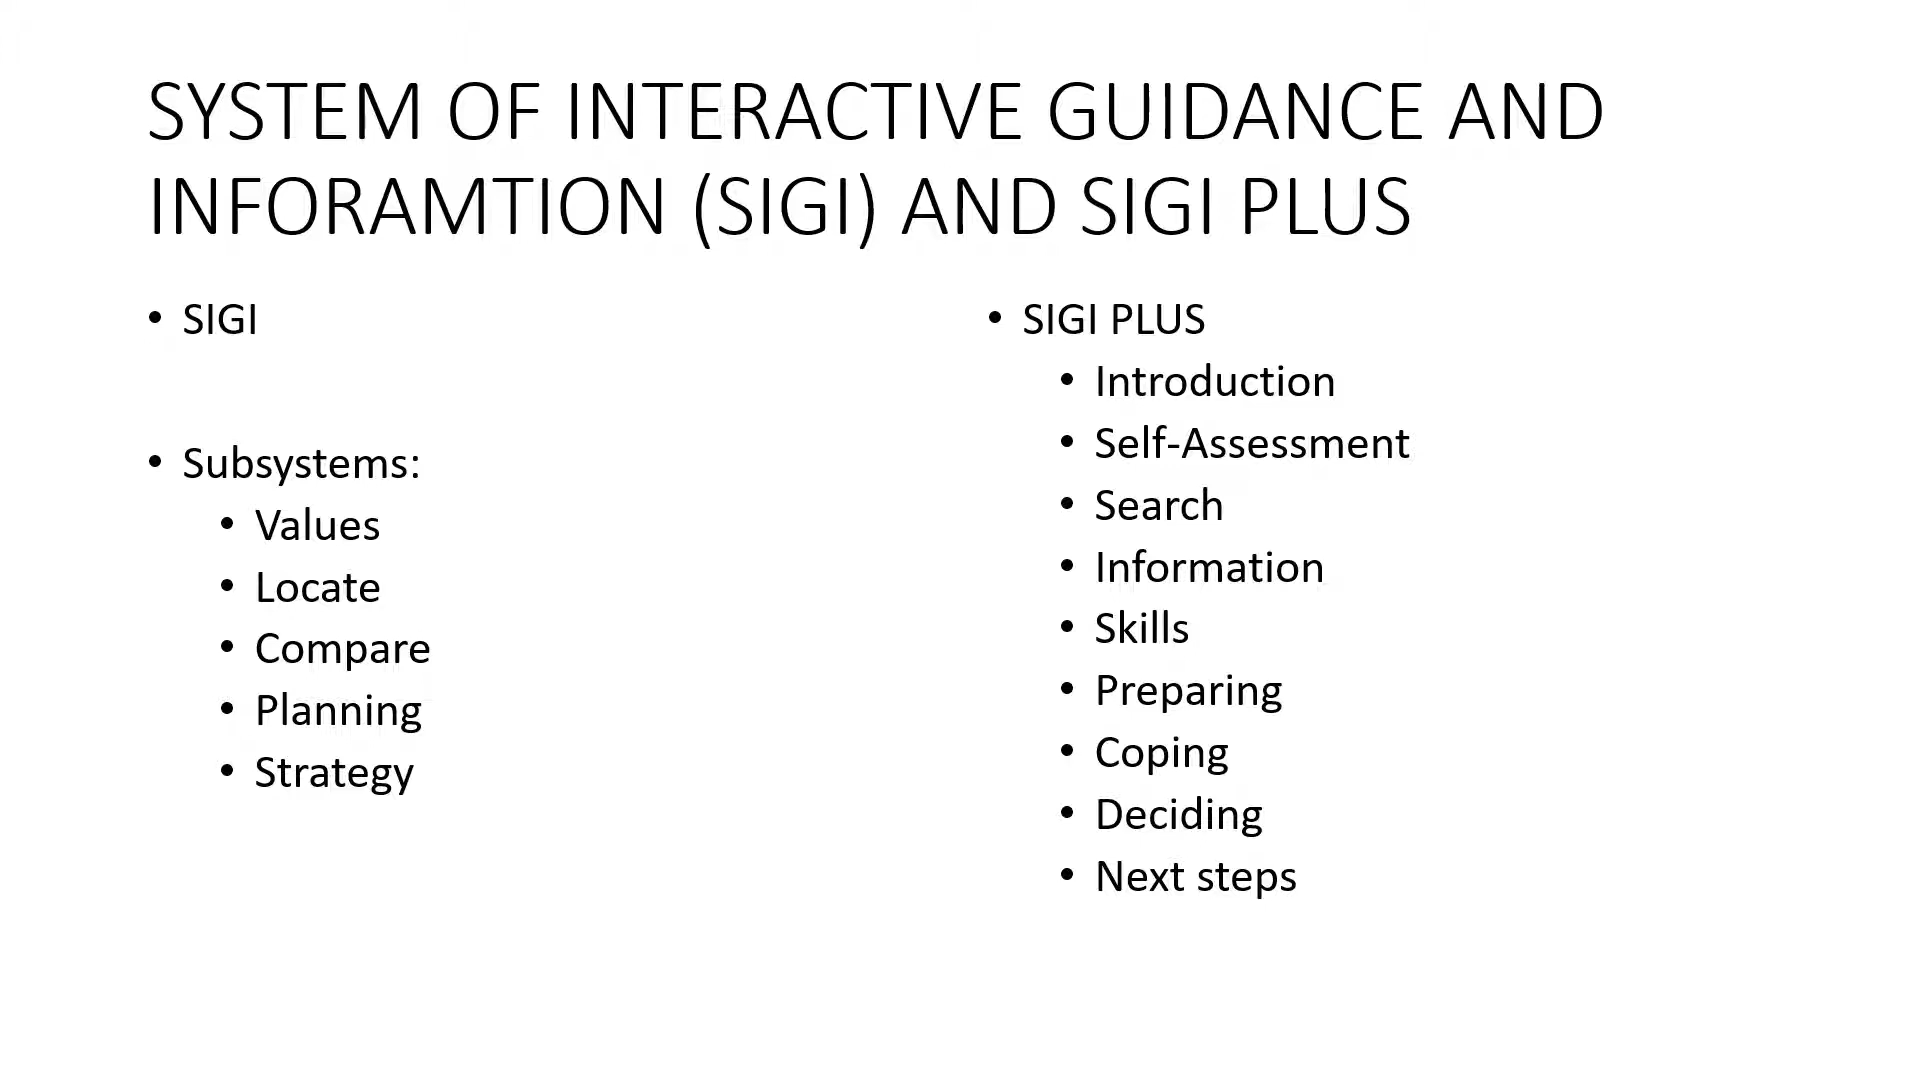 SYSTEM OF INTERACTIVE GUIDANCE AND
INFORAMTION (SIGI) AND SIGI PLUS
• SIGI
• Subsystems:
• Values
• Locate
• Compare
• Planning
• Strategy
• SIGI PLUS
• Introduction
• Self-Assessment
• Search
• Information
• Skills
• Preparing
• Coping
• Deciding
• Next steps